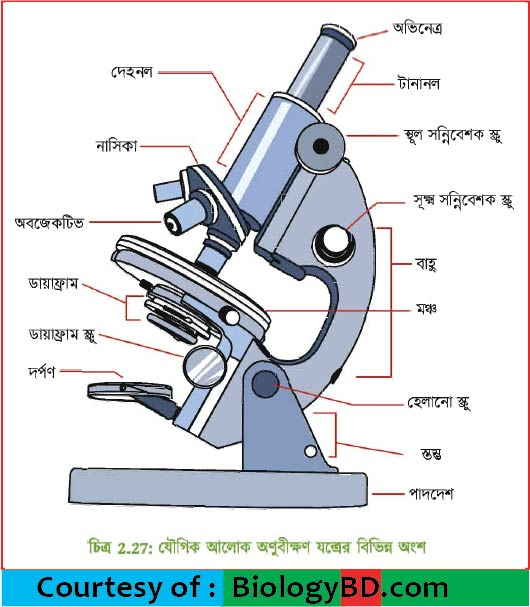 অভিনেত্র
দেহনল
টানানল
স্থূল সন্নিবেশক স্ক্রু
নাসিকা
সূক্ষ্ম সন্নিবেশক স্ক্রু
অবজেকটিভ
বাহু
ডায়াফ্রাম
মঞ্চ
ডায়াফ্রাম স্ক্রু
দর্পণ
হেলানো স্ক্রু
স্তম্ভ
পাদদেশ
চিত্র 2.27: যৌগিক আলোক অণুবীক্ষণ যন্ত্রের বিভিন্ন অংশ
Courtesy of : BiologyBD.com